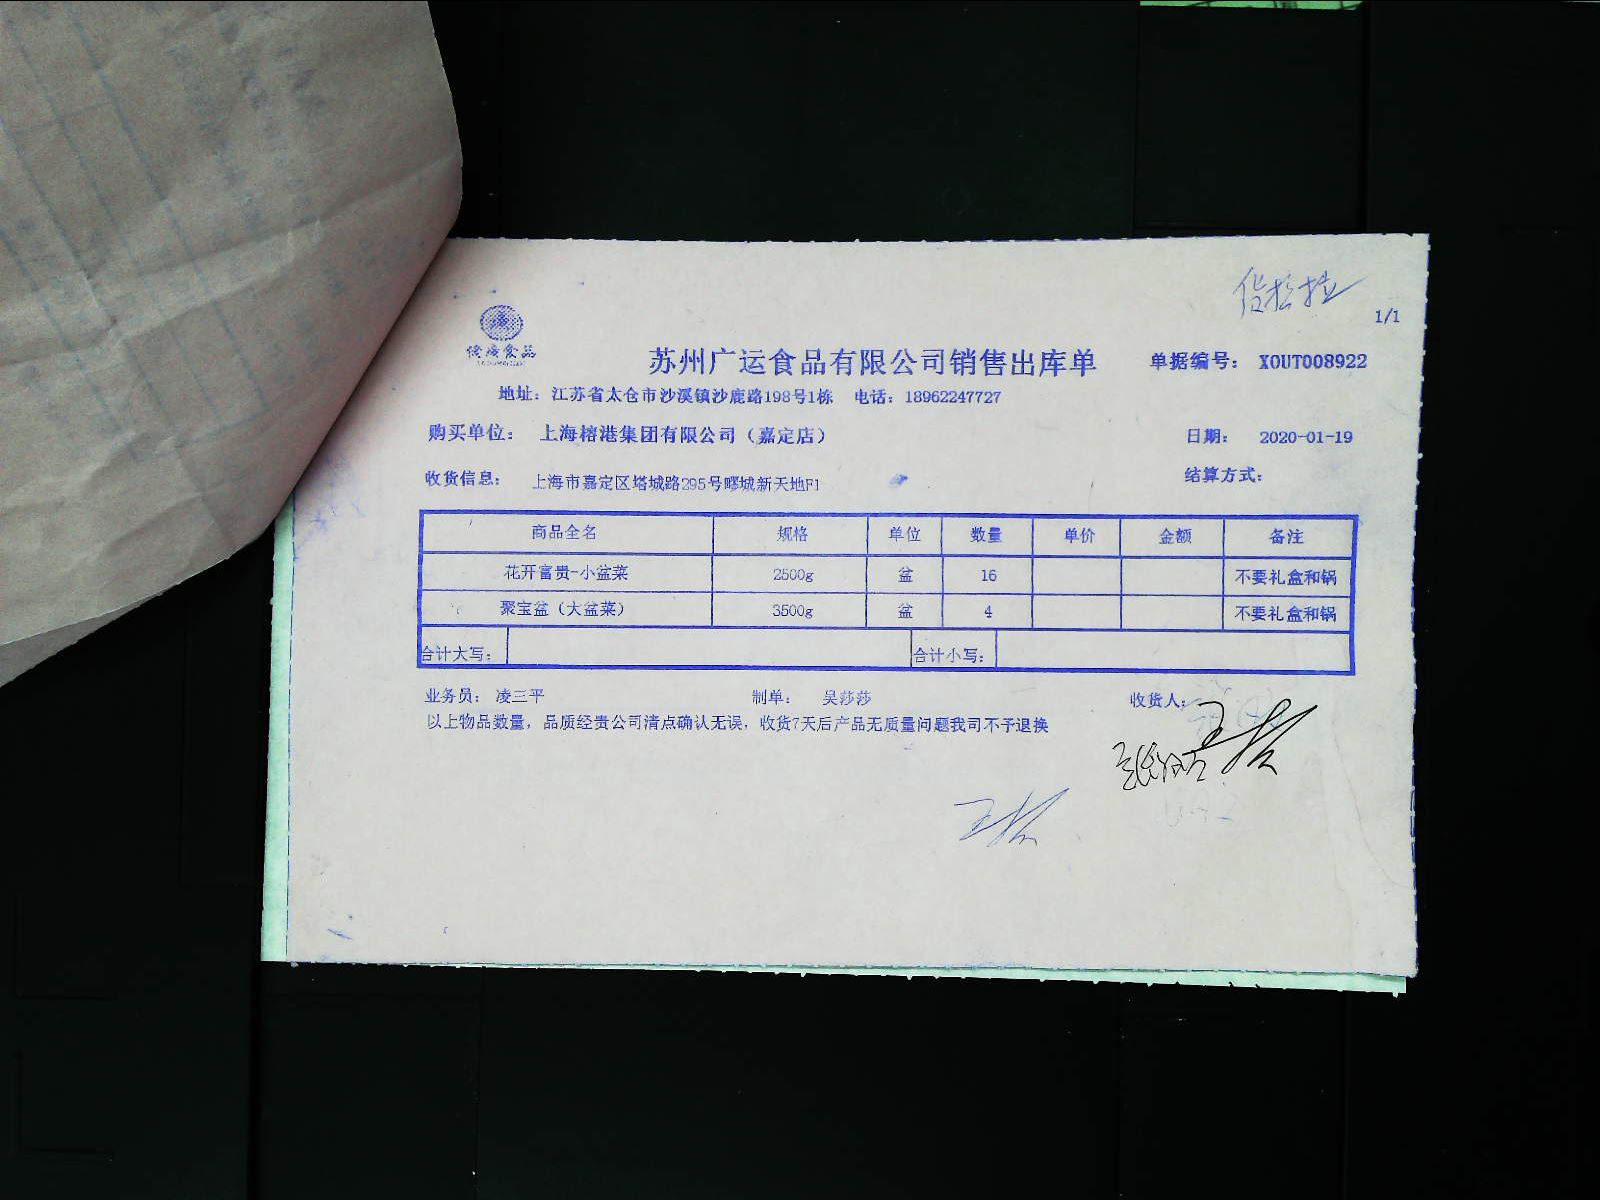 货
1/1
食品
苏州广运食品有限公司销售出库单 单据编号： XOUT008922
地址：江苏省太仓市沙溪镇沙鹿路198号1栋 电话：18962247727
购买单位： 上海榕港集团有限公司（嘉定店） 日期： 2020-01-19
收货信息： 上海市嘉定区塔城路295号疁城新天地F1 结算方式：
商品全名 规格 单位 数量 单价 金额 备注
花开富贵-小盆菜 2500g 盆 16 不要礼盒和锅
聚宝盆（大盆菜） 3500g 盆 4 不要礼盒和锅
合计大写： 合计小写：
业务员： 凌三平 制单： 吴莎莎 收货人：
以上物品数量，品质经贵公司清点确认无误，收货7天后产品无质量问题我司不予退换